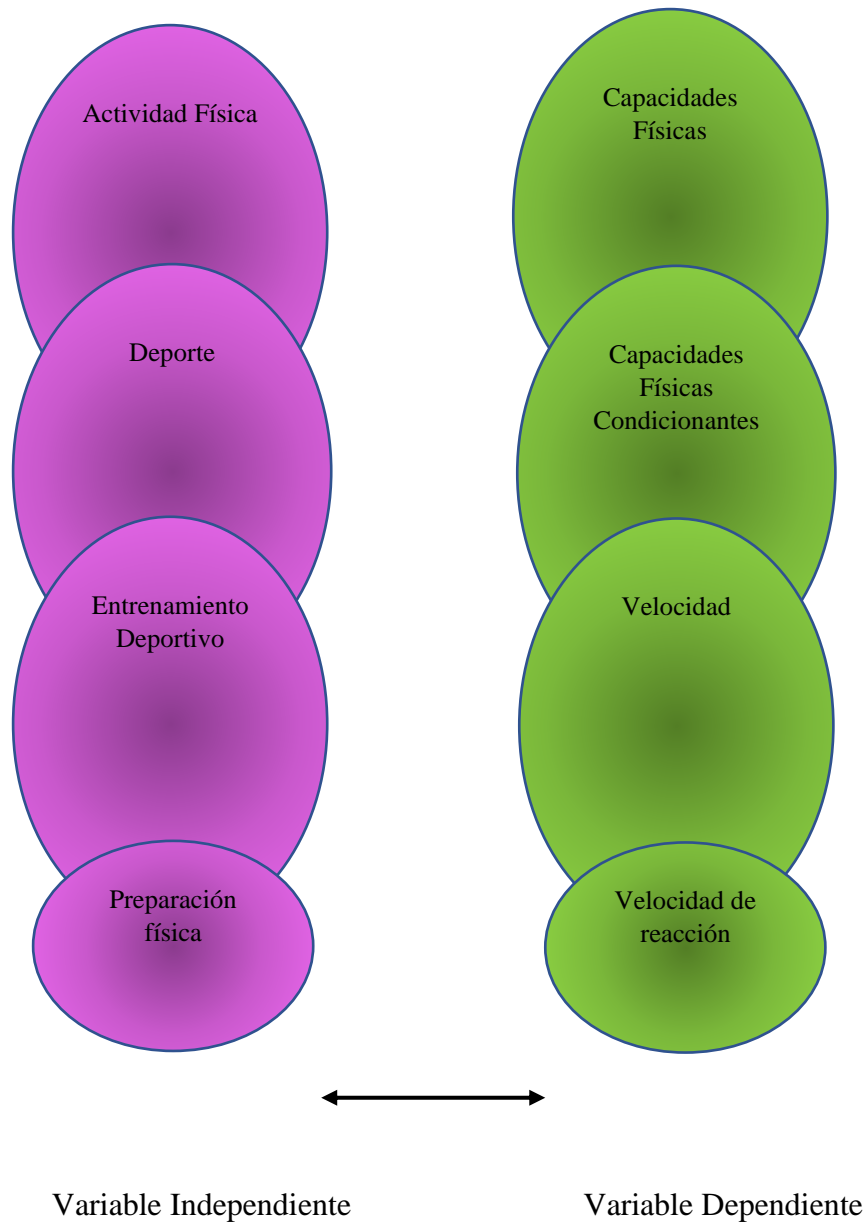 Actividad Física
Deporte
Entrenamiento
Deportivo
Preparación
física
Capacidades
Físicas
Capacidades
Físicas
Condicionantes
Velocidad
Velocidad de
reacción
Variable Independiente
Variable Dependiente